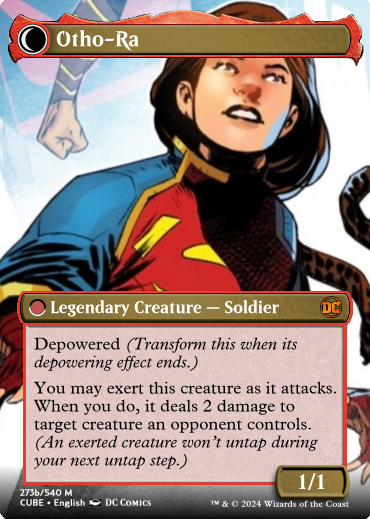 Otho-Ra
Legendary Creature — Soldier
DC
Depowered (Transform this when its
depowering effect ends.)
You may exert this creature as it attacks.
When you do, it deals 2 damage to
target creature an opponent controls.
(An exerted creature won't untap during
your next untap step.)
1/1
273b/540 M
CUBE • English DC Comics
™ & © 2024 Wizards of the Coast